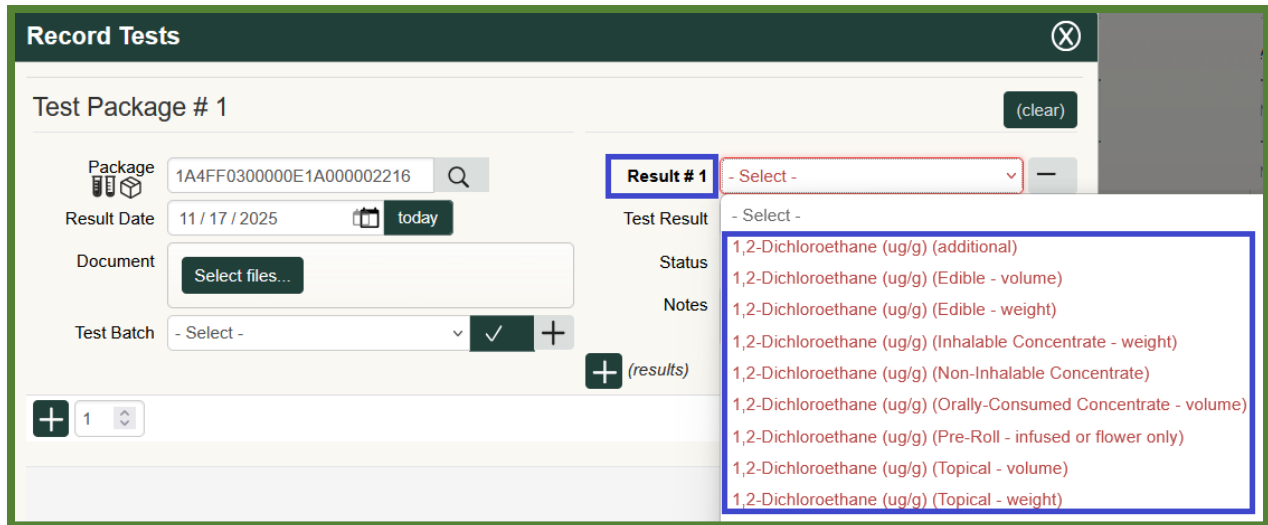 Record Tests
Test Package # 1
(clear)
Package 1A4FF0300000E1A000002216
Result Date 11 / 17 / 2025 today
Document Select files...
Test Batch - Select -
1
Result # 1 - Select -
Test Result
Status
Notes
(results)
- Select -
1,2-Dichloroethane (ug/g) (additional)
1,2-Dichloroethane (ug/g) (Edible - volume)
1,2-Dichloroethane (ug/g) (Edible - weight)
1,2-Dichloroethane (ug/g) (Inhalable Concentrate - weight)
1,2-Dichloroethane (ug/g) (Non-Inhalable Concentrate)
1,2-Dichloroethane (ug/g) (Orally-Consumed Concentrate - volume)
1,2-Dichloroethane (ug/g) (Pre-Roll - infused or flower only)
1,2-Dichloroethane (ug/g) (Topical - volume)
1,2-Dichloroethane (ug/g) (Topical - weight)